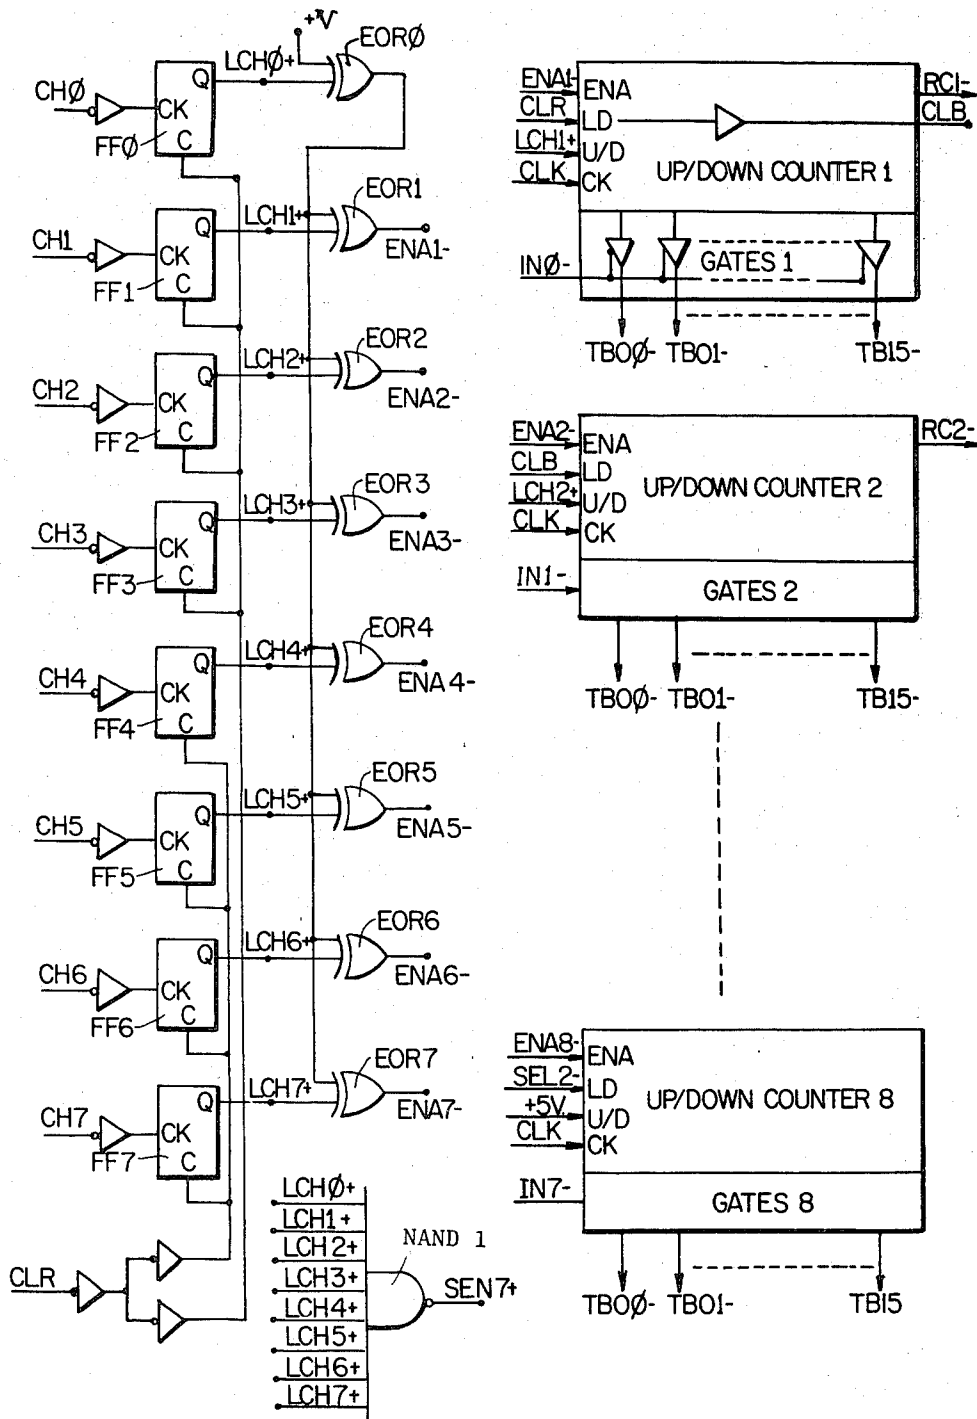 +V
EOR0
LCHØ+
CHØ
Q
CK
C
FFØ
EOR1
LCH1+
CH1
Q
CK
C
FF1
ENA1-
EOR2
LCH2+
CH2
Q
CK
C
FF2
ENA2-
EOR3
LCH3+
CH3
Q
CK
C
FF3
ENA3-
EOR4
LCH4+
CH4
Q
CK
C
FF4
ENA4-
EOR5
LCH5+
CH5
Q
CK
C
FF5
ENA5-
EOR6
LCH6+
CH6
Q
CK
C
FF6
ENA6-
EOR7
LCH7+
CH7
Q
CK
C
FF7
ENA7-
CLR
LCHØ+
LCH1+
LCH2+
LCH3+
LCH4+
LCH5+
LCH6+
LCH7+
NAND 1
SEN7+
ENA1- ENA
CLR LD
LCH1+ U/D
CLK CK
RC1-
CLB
UP/DOWN COUNTER 1
INØ-
GATES 1
TBOØ- TBO1- TB15-
ENA2- ENA
CLB LD
LCH2+ U/D
CLK CK
RC2-
UP/DOWN COUNTER 2
IN1-
GATES 2
TBOØ- TBO1- TB15-
ENA8- ENA
SEL2- LD
+5V U/D
CLK CK
UP/DOWN COUNTER 8
IN7-
GATES 8
TBOØ- TBO1- TB15